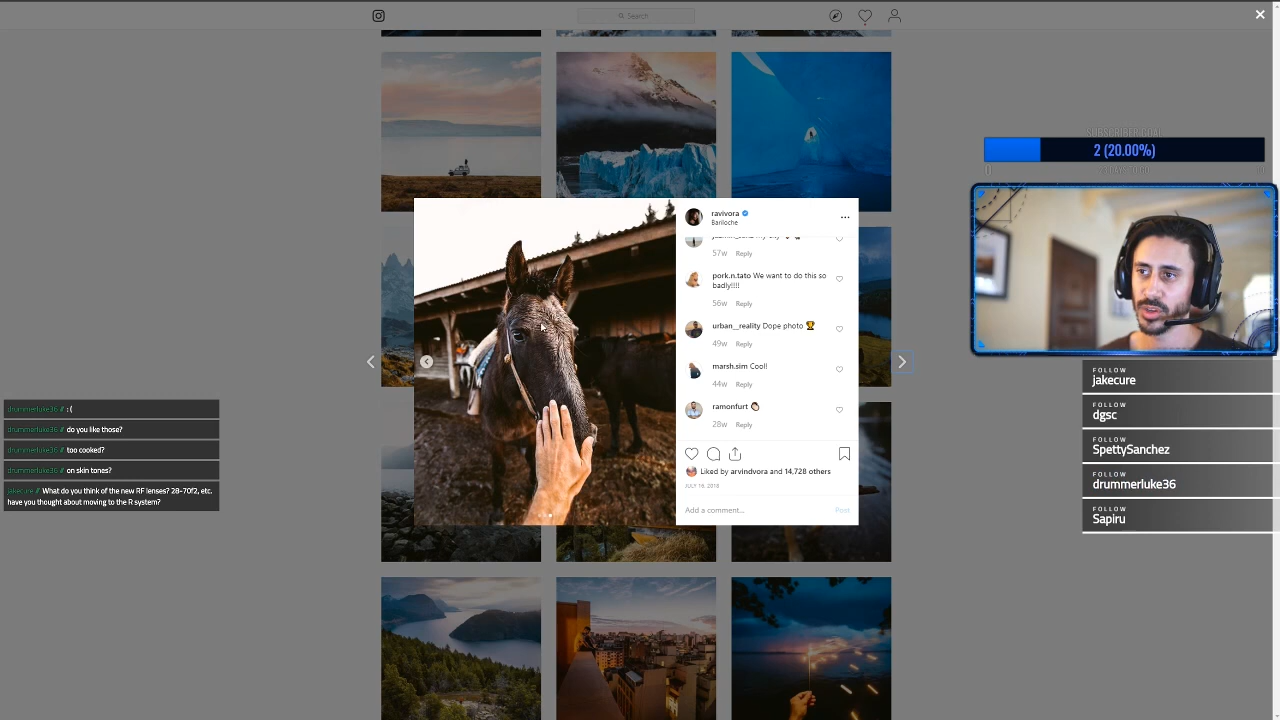 Search
SUBSCRIBER GOAL
2 (20.00%)
ravivora
Bariloche
57w Reply
pork.n.tato We want to do this so
badly!!!!
56w Reply
urban__reality Dope photo 🏆
49w Reply
marsh.sim Cool!
44w Reply
ramonfurt
28w Reply
Liked by arvindvora and 14,728 others
JULY 16, 2018
Add a comment...
Post
drummerluke36 // :(
drummerluke36 // do you like those?
drummerluke36 // too cooked?
drummerluke36 // on skin tones?
jakecure // What do you think of the new RF lenses? 28-70f2, etc.
have you thought about moving to the R system?
FOLLOW
jakecure
FOLLOW
dgsc
FOLLOW
SpettySanchez
FOLLOW
drummerluke36
FOLLOW
Sapiru